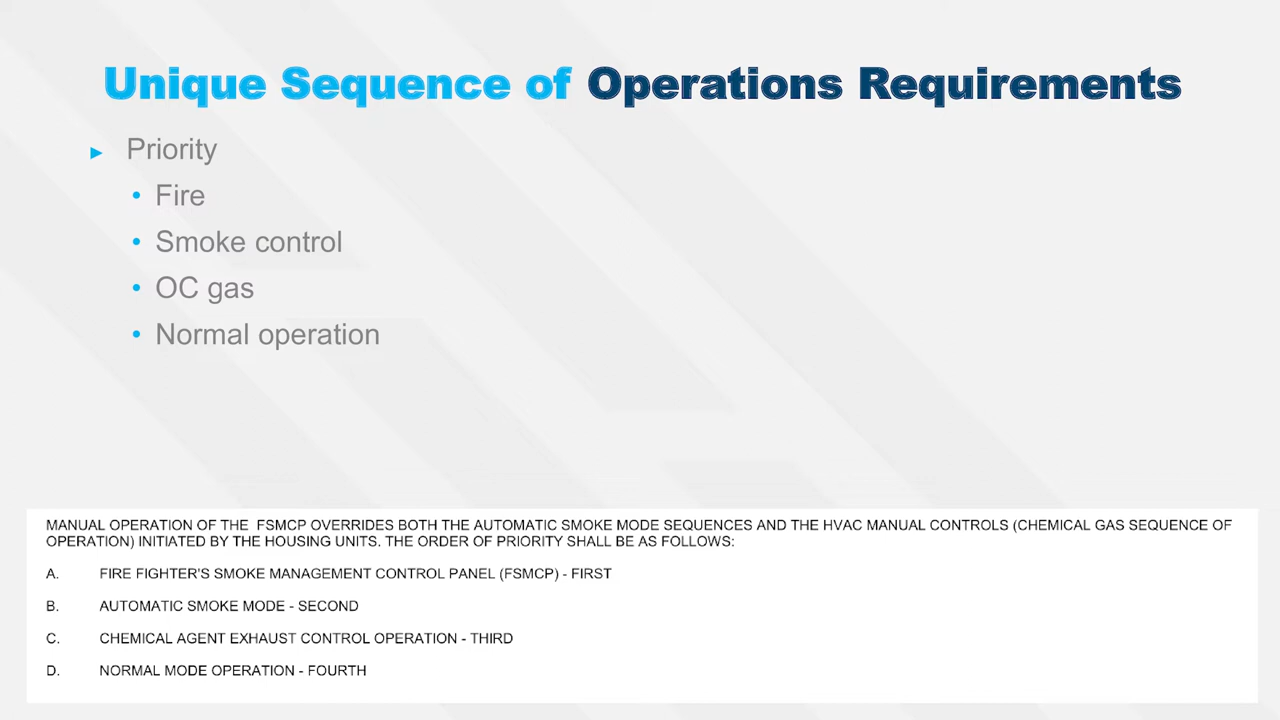 Unique Sequence of Operations Requirements
► Priority
• Fire
• Smoke control
• OC gas
• Normal operation
MANUAL OPERATION OF THE FSMCP OVERRIDES BOTH THE AUTOMATIC SMOKE MODE SEQUENCES AND THE HVAC MANUAL CONTROLS (CHEMICAL GAS SEQUENCE OF
OPERATION) INITIATED BY THE HOUSING UNITS. THE ORDER OF PRIORITY SHALL BE AS FOLLOWS:
A. FIRE FIGHTER'S SMOKE MANAGEMENT CONTROL PANEL (FSMCP) - FIRST
B. AUTOMATIC SMOKE MODE - SECOND
C. CHEMICAL AGENT EXHAUST CONTROL OPERATION - THIRD
D. NORMAL MODE OPERATION - FOURTH